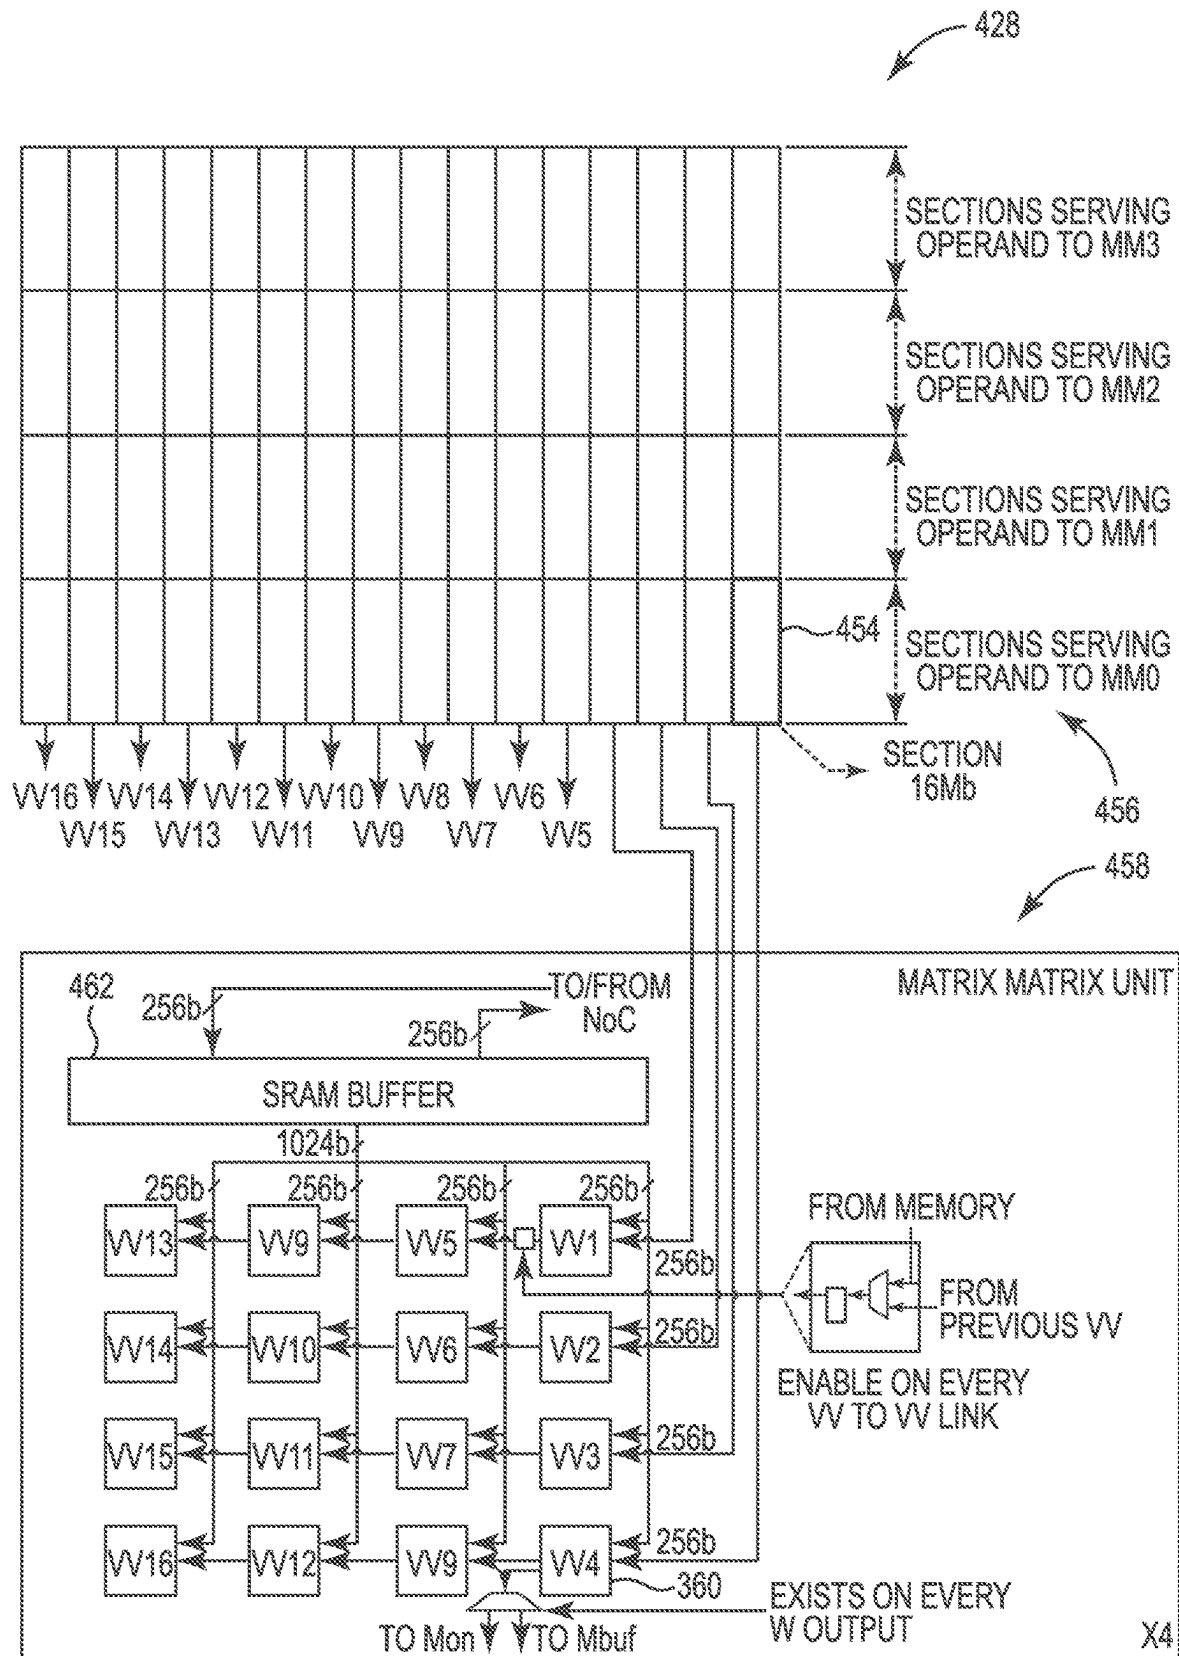 428
SECTIONS SERVING
OPERAND TO MM3
SECTIONS SERVING
OPERAND TO MM2
SECTIONS SERVING
OPERAND TO MM1
454
SECTIONS SERVING
OPERAND TO MM0
SECTION
16Mb
456
VV16 VV14 VV12 VV10 VV8 VV6
VV15 VV13 VV11 VV9 VV7 VV5
458
MATRIX MATRIX UNIT
462
256b
TO/FROM
NoC
256b
SRAM BUFFER
1024b
256b 256b 256b 256b
VV13 VV9 VV5 VV1
256b
FROM MEMORY
FROM
PREVIOUS VV
VV14 VV10 VV6 VV2
256b
ENABLE ON EVERY
VV TO VV LINK
VV15 VV11 VV7 VV3
256b
VV16 VV12 VV9 VV4
256b
360
EXISTS ON EVERY
W OUTPUT
TO Mon TO Mbuf
X4